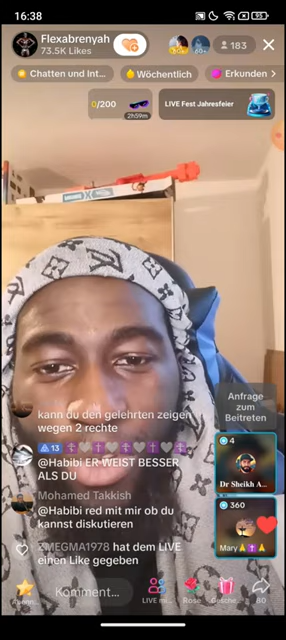 16:38
95
Flexabrenyah
73.5K Likes
183
Chatten und Int...
Wöchentlich
Erkunden >
0/200
2h59m
LIVE Fest Jahresfeier
kann du den gelehrten zeigen
wegen 2 rechte
13
@Habibi ER WEIST BESSER
ALS DU
Mohamed Takkish
@Habibi red mit mir ob du
kannst diskutieren
ZMEGMA1978 hat dem LIVE
einen Like gegeben
Anfrage
zum
Beitreten
4
Dr Sheikh A...
360
Mary
Komment...
LIVE mi...
Rose
Gesche...
80